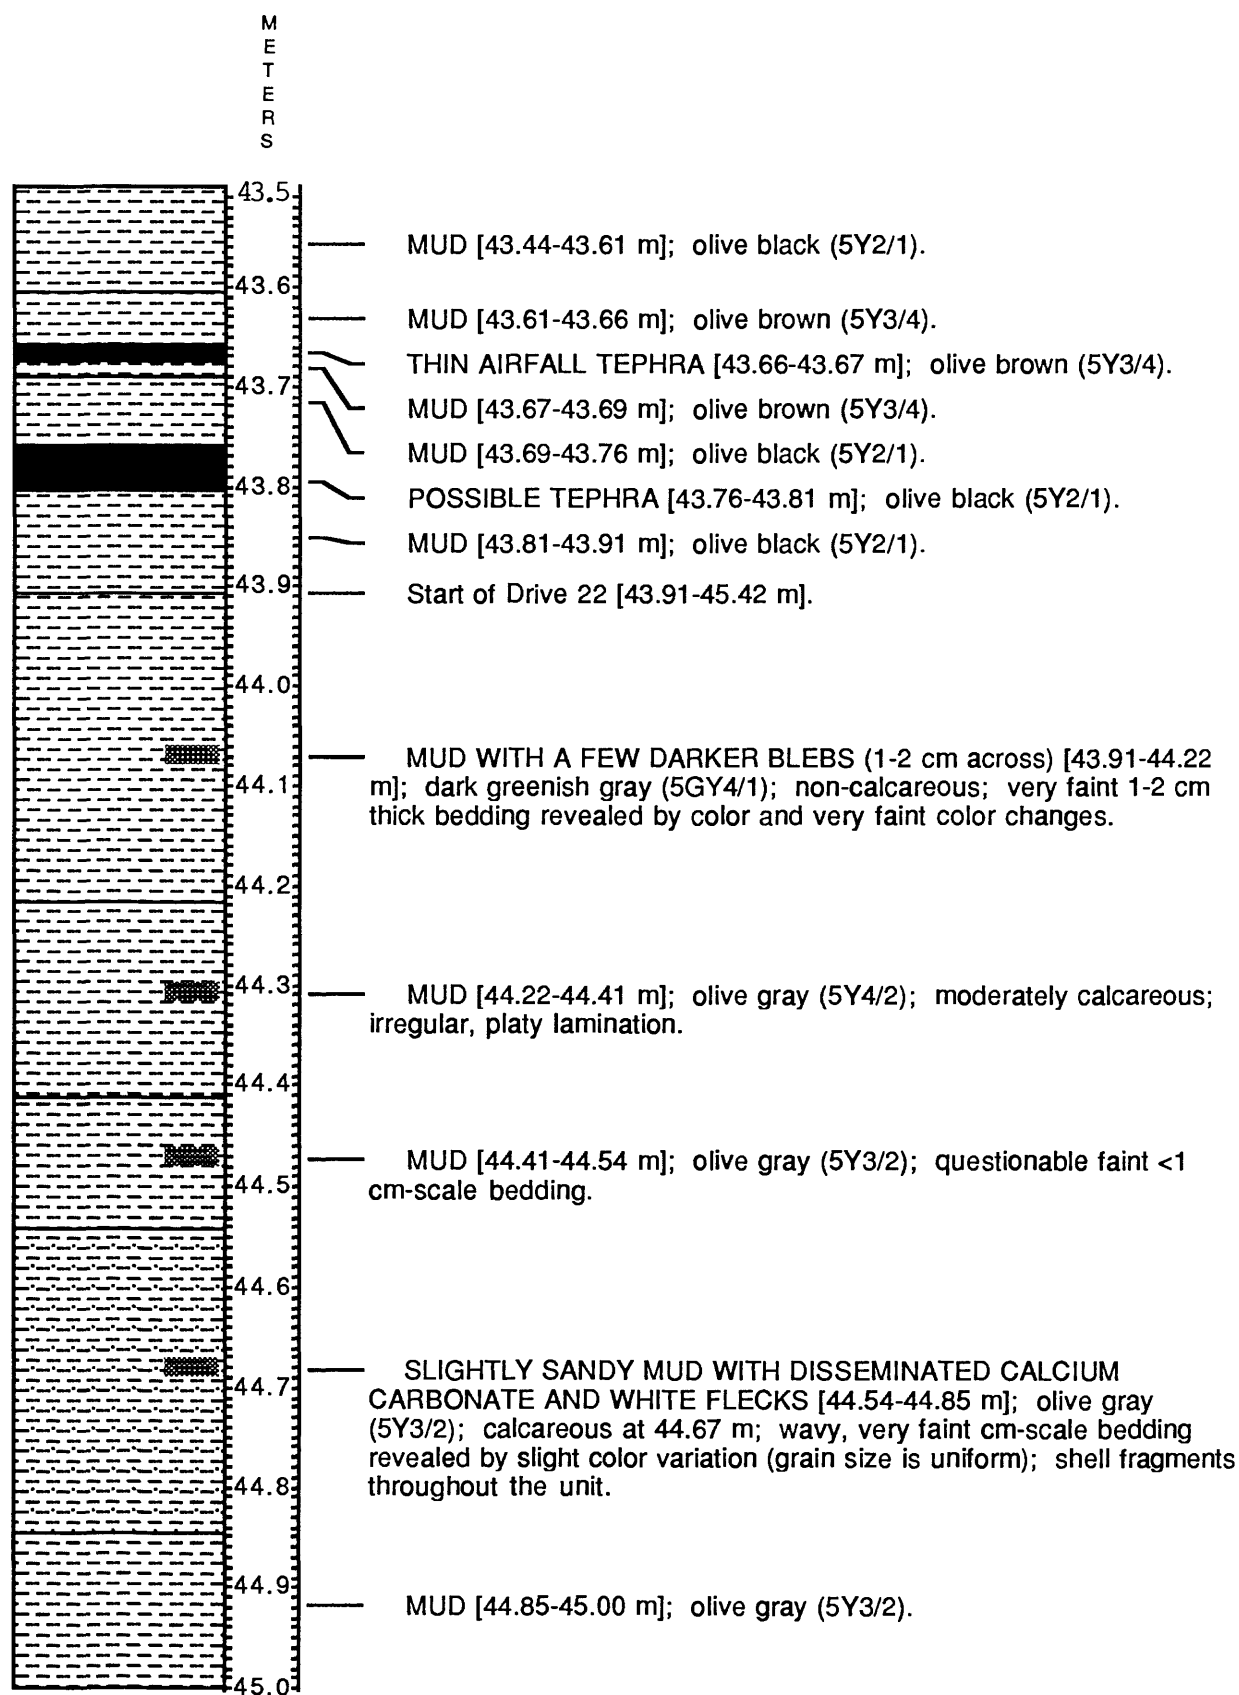 M
E
T
E
R
S
43.5
MUD [43.44-43.61 m]; olive black (5Y2/1).
43.6
MUD [43.61-43.66 m]; olive brown (5Y3/4).
THIN AIRFALL TEPHRA [43.66-43.67 m]; olive brown (5Y3/4).
43.7
MUD [43.67-43.69 m]; olive brown (5Y3/4).
MUD [43.69-43.76 m]; olive black (5Y2/1).
43.8
POSSIBLE TEPHRA [43.76-43.81 m]; olive black (5Y2/1).
MUD [43.81-43.91 m]; olive black (5Y2/1).
43.9
Start of Drive 22 [43.91-45.42 m].
44.0
MUD WITH A FEW DARKER BLEBS (1-2 cm across) [43.91-44.22
m]; dark greenish gray (5GY4/1); non-calcareous; very faint 1-2 cm
thick bedding revealed by color and very faint color changes.
44.1
44.2
44.3
MUD [44.22-44.41 m]; olive gray (5Y4/2); moderately calcareous;
irregular, platy lamination.
44.4
MUD [44.41-44.54 m]; olive gray (5Y3/2); questionable faint <1
cm-scale bedding.
44.5
44.6
SLIGHTLY SANDY MUD WITH DISSEMINATED CALCIUM
CARBONATE AND WHITE FLECKS [44.54-44.85 m]; olive gray
(5Y3/2); calcareous at 44.67 m; wavy, very faint cm-scale bedding
revealed by slight color variation (grain size is uniform); shell fragments
throughout the unit.
44.7
44.8
44.9
MUD [44.85-45.00 m]; olive gray (5Y3/2).
45.0